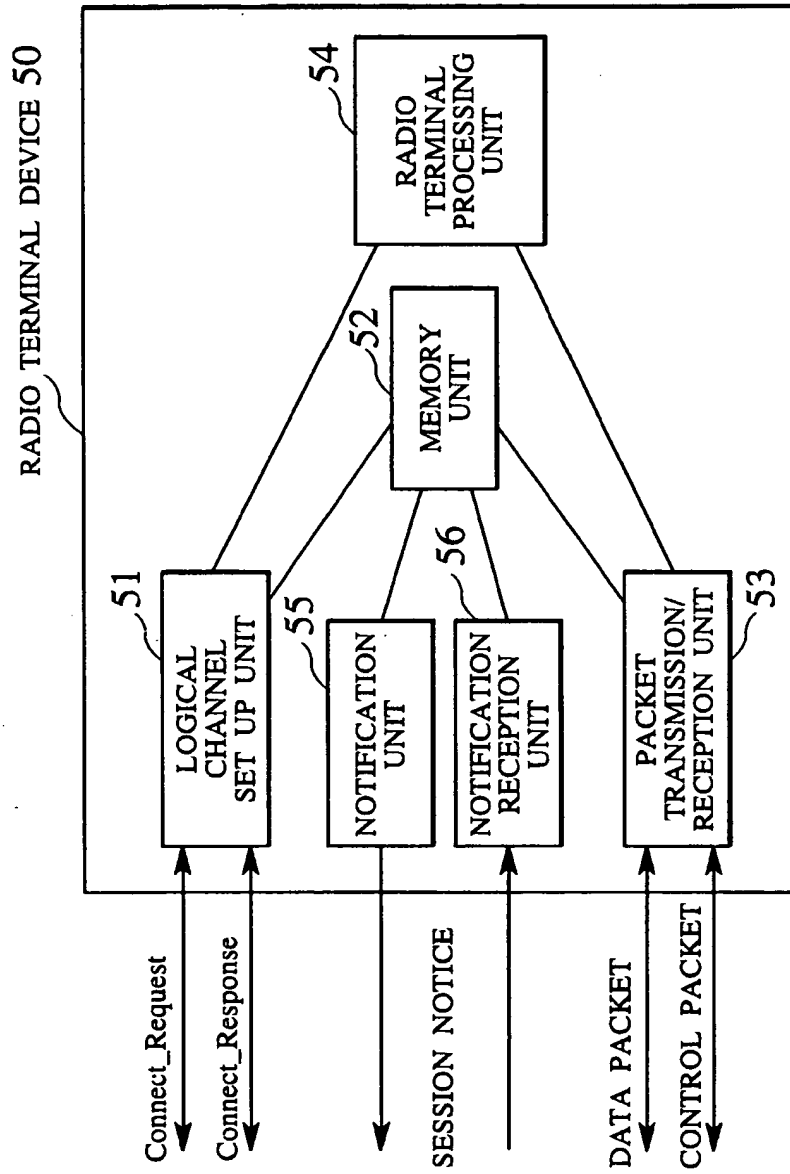 RADIO TERMINAL DEVICE 50
54
RADIO
TERMINAL
PROCESSING
UNIT
52
MEMORY
UNIT
51
LOGICAL
CHANNEL
SET UP UNIT
55
NOTIFICATION
UNIT
56
NOTIFICATION
RECEPTION
UNIT
53
PACKET
TRANSMISSION/
RECEPTION UNIT
Connect_Request
Connect_Response
SESSION NOTICE
DATA PACKET
CONTROL PACKET